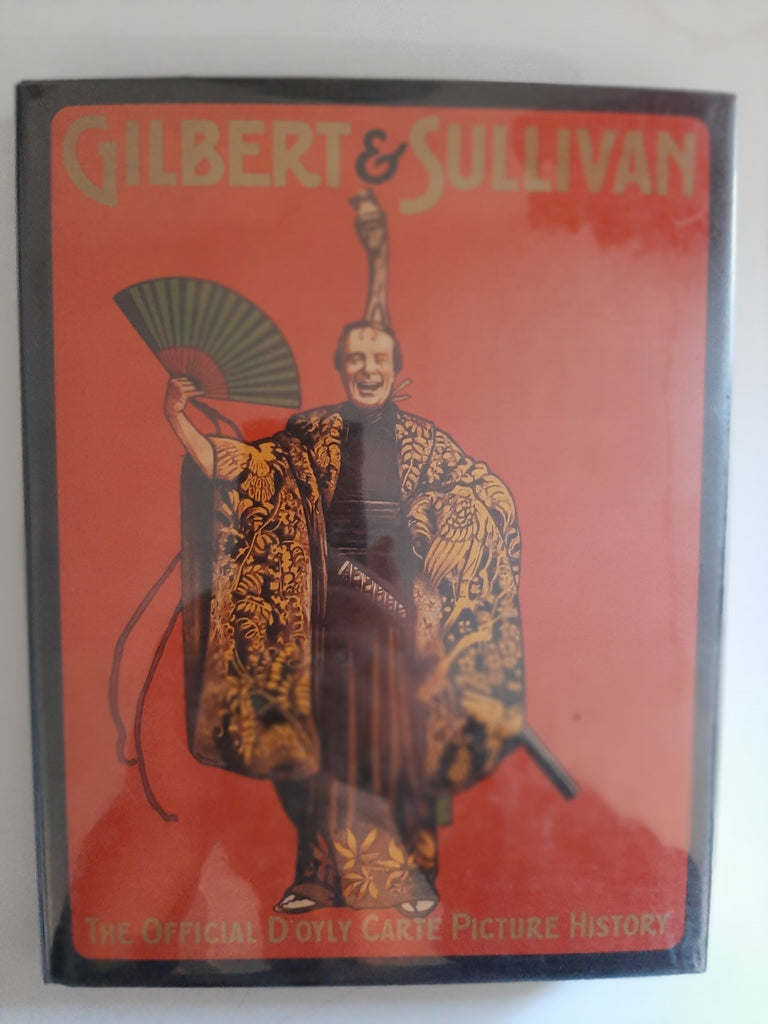 GILBERT & SULLIVAN
THE OFFICIAL D'OYLY CARTE PICTURE HISTORY